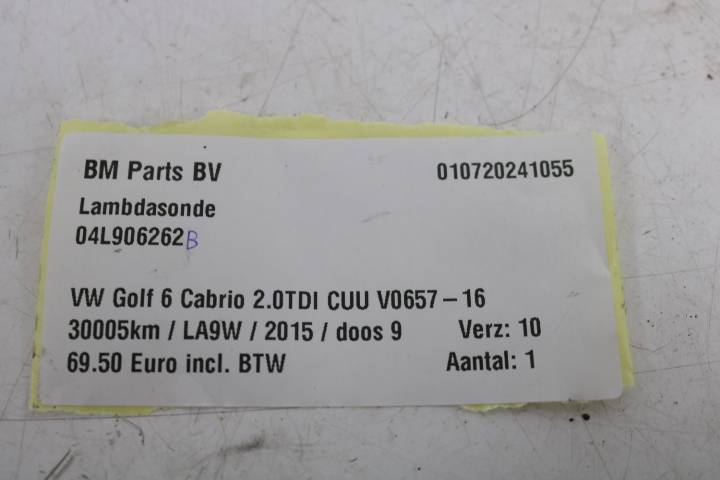 BM Parts BV 010720241055
Lambdasonde
04L906262B
VW Golf 6 Cabrio 2.0TDI CUU V0657-16
30005km / LA9W / 2015 / doos 9 Verz: 10
69.50 Euro incl. BTW Aantal: 1